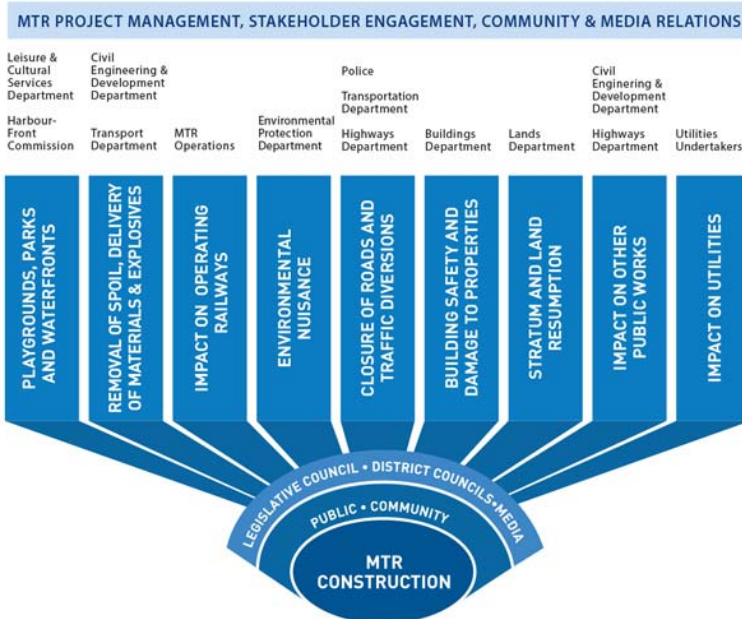 MTR PROJECT MANAGEMENT, STAKEHOLDER ENGAGEMENT, COMMUNITY & MEDIA RELATIONS
Leisure &
Cultural
Services
Department
Harbour-
Front
Commission
Civil
Engineering &
Development
Department
Transport
Department
MTR
Operations
Environmental
Protection
Department
Police
Transportation
Department
Highways
Department
Buildings
Department
Lands
Department
Civil
Enginering &
Development
Department
Highways
Department
Utilities
Undertakers
PLAYGROUNDS, PARKS
AND WATERFRONTS
REMOVAL OF SPOIL, DELIVERY
OF MATERIALS & EXPLOSIVES
IMPACT ON OPERATING
RAILWAYS
ENVIRONMENTAL
NUISANCE
CLOSURE OF ROADS AND
TRAFFIC DIVERSIONS
BUILDING SAFETY AND
DAMAGE TO PROPERTIES
STRATUM AND LAND
RESUMPTION
IMPACT ON OTHER
PUBLIC WORKS
IMPACT ON UTILITIES
LEGISLATIVE COUNCIL • DISTRICT COUNCILS • MEDIA
PUBLIC • COMMUNITY
MTR
CONSTRUCTION